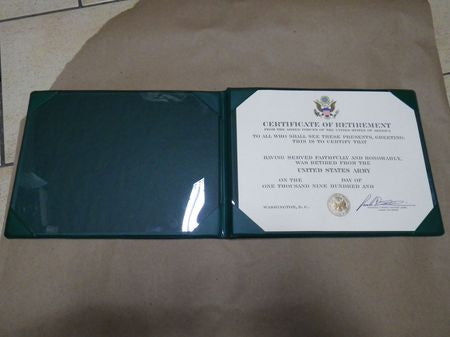 CERTIFICATE OF RETIREMENT
FROM THE ARMED FORCES OF THE UNITED STATES OF AMERICA
TO ALL WHO SHALL SEE THESE PRESENTS, GREETING:
THIS IS TO CERTIFY THAT
HAVING SERVED FAITHFULLY AND HONORABLY,
WAS RETIRED FROM THE
UNITED STATES ARMY
ON THE DAY OF
ONE THOUSAND NINE HUNDRED AND
WASHINGTON, D. C.